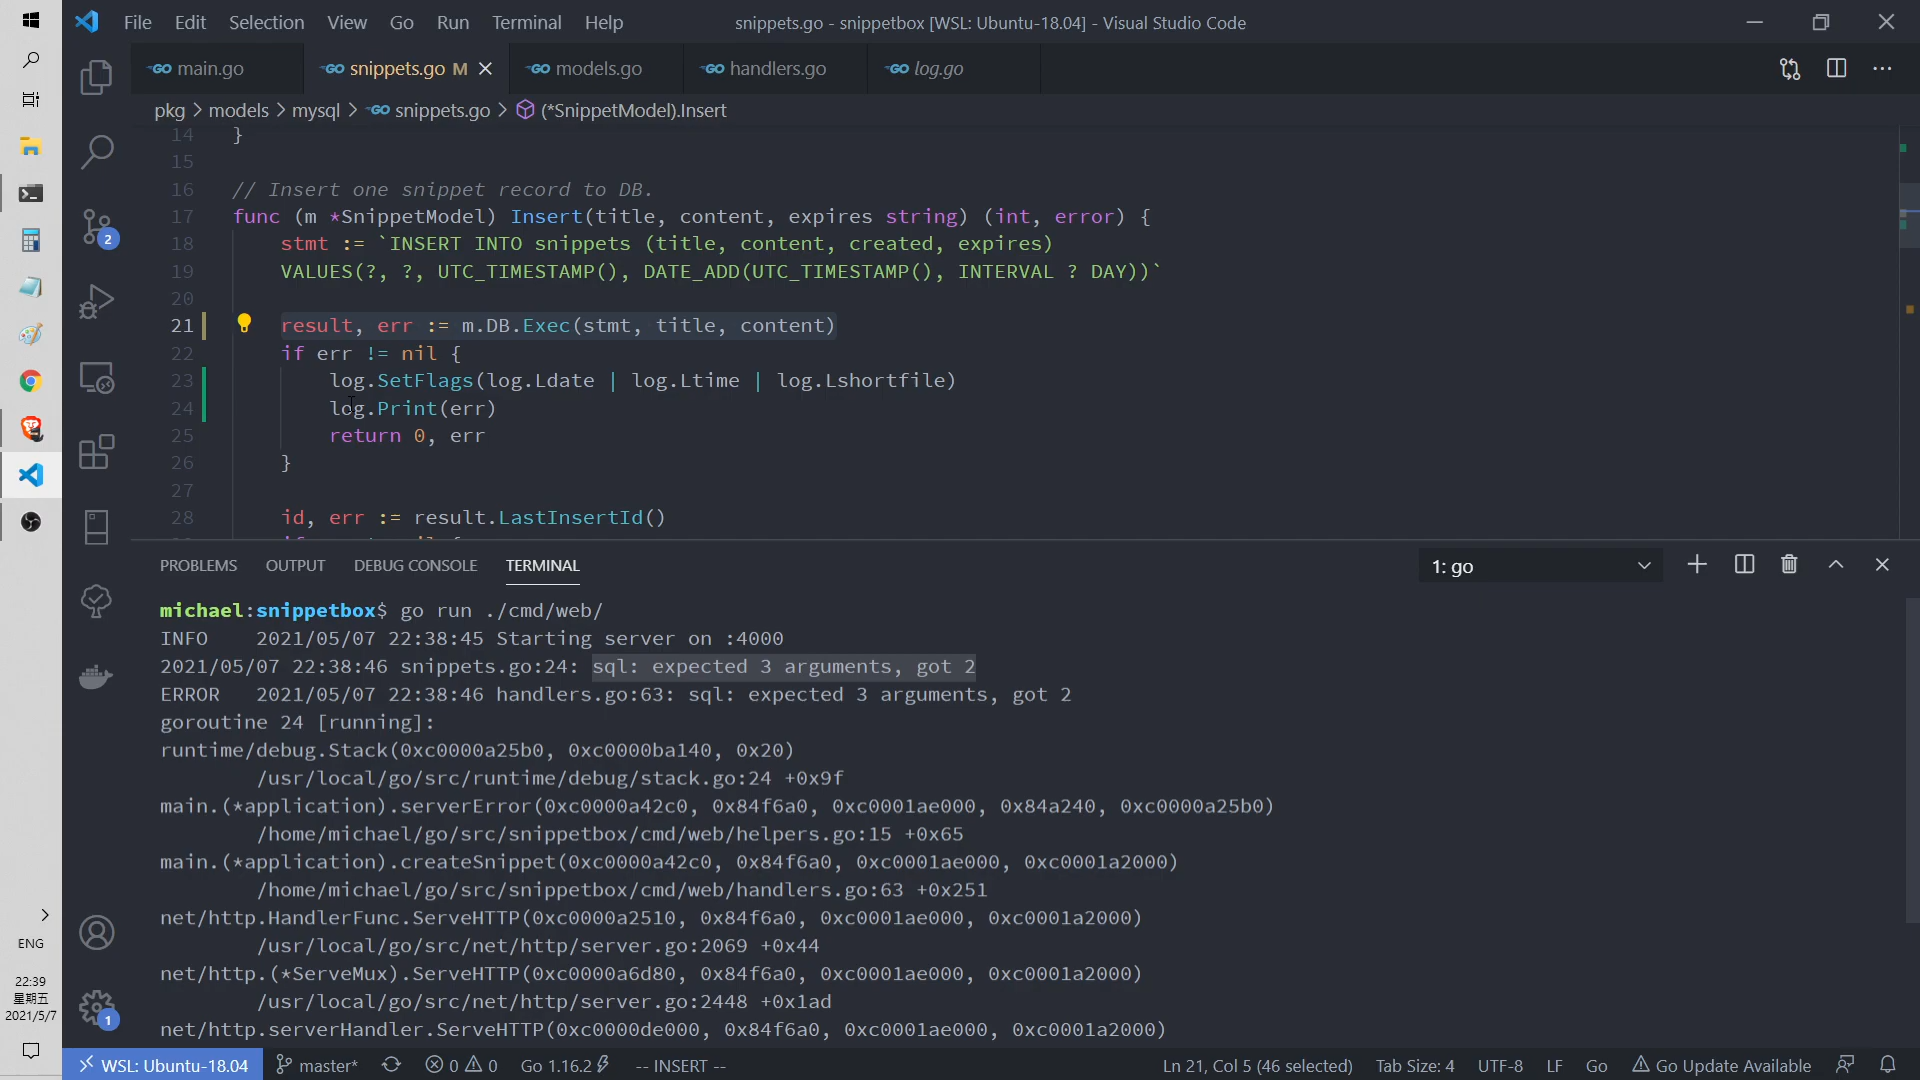 File Edit Selection View Go Run Terminal Help
snippets.go - snippetbox [WSL: Ubuntu-18.04] - Visual Studio Code
main.go
snippets.go M
models.go
handlers.go
log.go
pkg > models > mysql > snippets.go > (*SnippetModel).Insert
14 }
15
16 // Insert one snippet record to DB.
17 func (m *SnippetModel) Insert(title, content, expires string) (int, error) {
18 stmt := `INSERT INTO snippets (title, content, created, expires)
19 VALUES(?, ?, UTC_TIMESTAMP(), DATE_ADD(UTC_TIMESTAMP(), INTERVAL ? DAY))`
20
21 result, err := m.DB.Exec(stmt, title, content)
22 if err != nil {
23 log.SetFlags(log.Ldate | log.Ltime | log.Lshortfile)
24 log.Print(err)
25 return 0, err
26 }
27
28 id, err := result.LastInsertId()
PROBLEMS OUTPUT DEBUG CONSOLE TERMINAL
1: go
michael:snippetbox$ go run ./cmd/web/
INFO 2021/05/07 22:38:45 Starting server on :4000
2021/05/07 22:38:46 snippets.go:24: sql: expected 3 arguments, got 2
ERROR 2021/05/07 22:38:46 handlers.go:63: sql: expected 3 arguments, got 2
goroutine 24 [running]:
runtime/debug.Stack(0xc0000a25b0, 0xc0000ba140, 0x20)
/usr/local/go/src/runtime/debug/stack.go:24 +0x9f
main.(*application).serverError(0xc0000a42c0, 0x84f6a0, 0xc0001ae000, 0x84a240, 0xc0000a25b0)
/home/michael/go/src/snippetbox/cmd/web/helpers.go:15 +0x65
main.(*application).createSnippet(0xc0000a42c0, 0x84f6a0, 0xc0001ae000, 0xc0001a2000)
/home/michael/go/src/snippetbox/cmd/web/handlers.go:63 +0x251
net/http.HandlerFunc.ServeHTTP(0xc0000a2510, 0x84f6a0, 0xc0001ae000, 0xc0001a2000)
/usr/local/go/src/net/http/server.go:2069 +0x44
net/http.(*ServeMux).ServeHTTP(0xc0000a6d80, 0x84f6a0, 0xc0001ae000, 0xc0001a2000)
/usr/local/go/src/net/http/server.go:2448 +0x1ad
net/http.serverHandler.ServeHTTP(0xc0000de000, 0x84f6a0, 0xc0001ae000, 0xc0001a2000)
2
1
ENG
22:39
星期五
2021/5/7
WSL: Ubuntu-18.04 master* 0 0 Go 1.16.2 -- INSERT -- Ln 21, Col 5 (46 selected) Tab Size: 4 UTF-8 LF Go Go Update Available